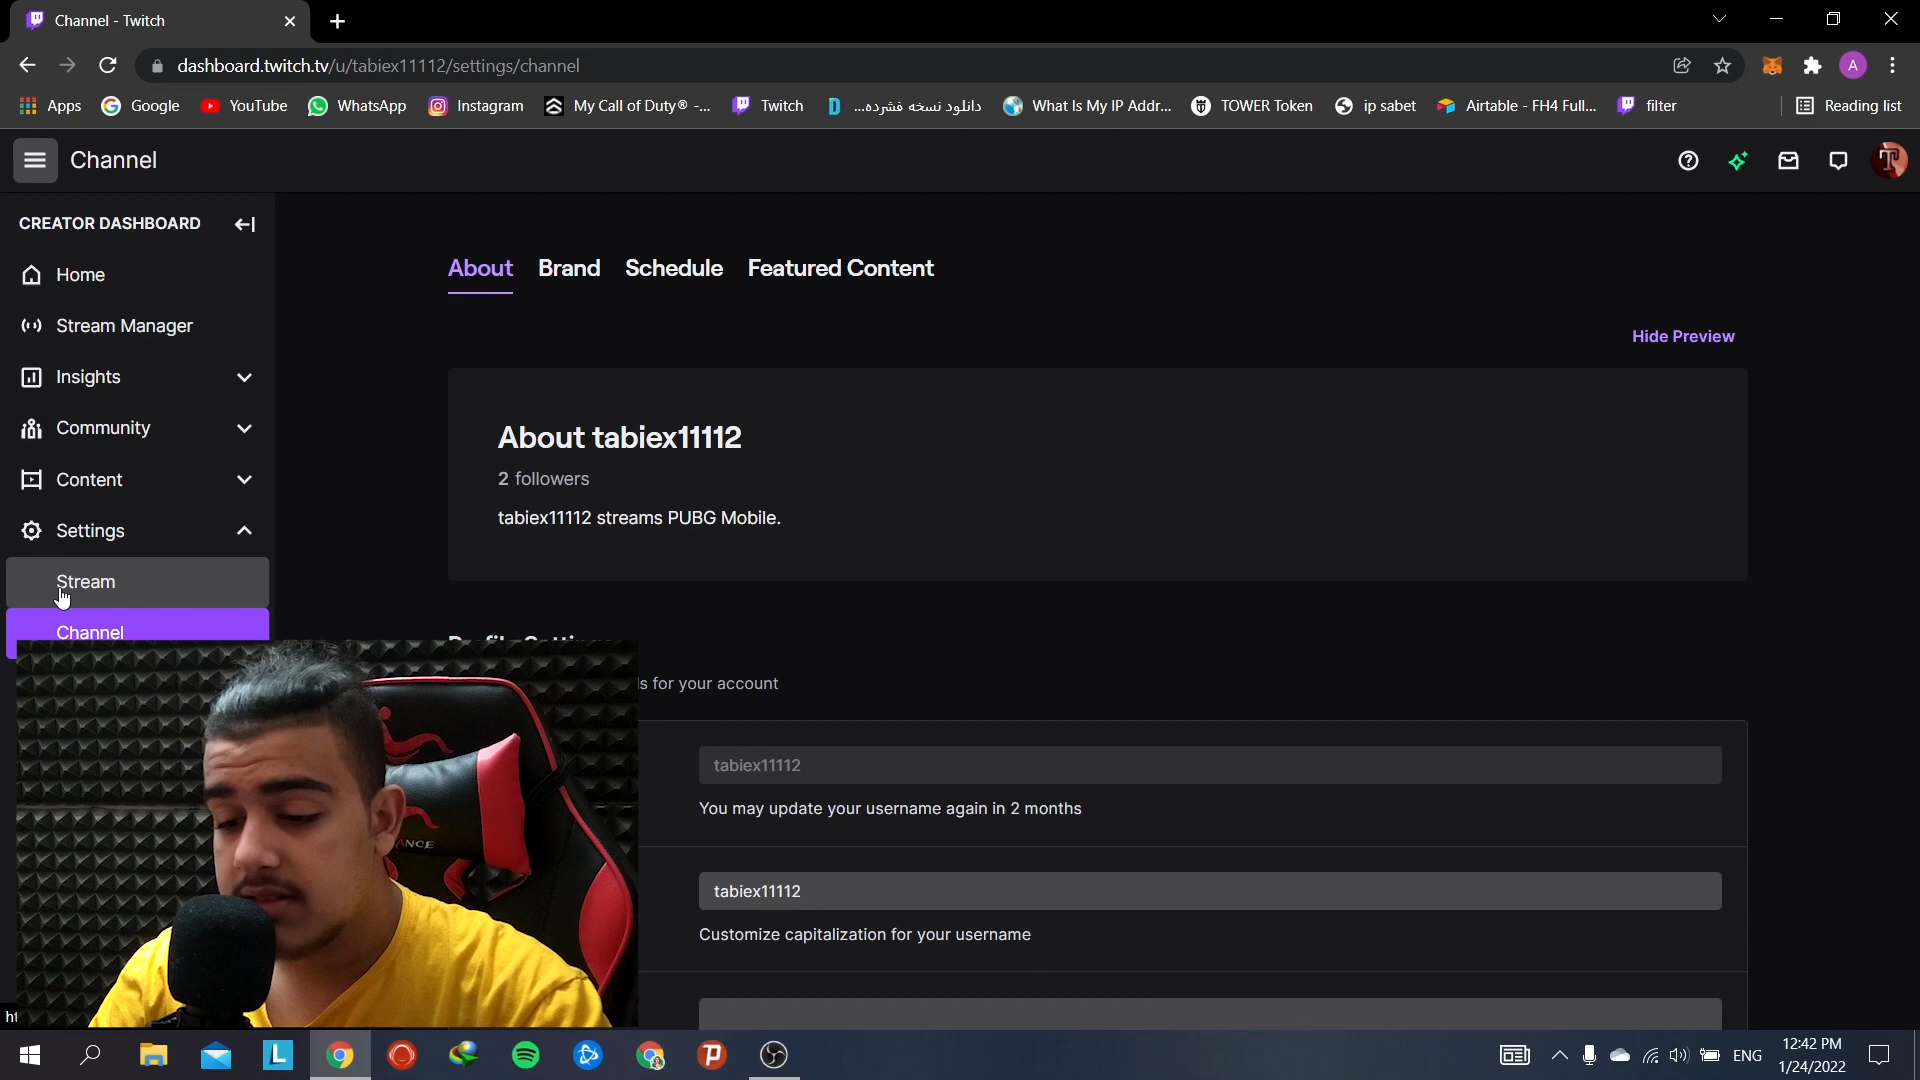 Channel - Twitch
dashboard.twitch.tv/u/tabiex11112/settings/channel
A
Apps Google YouTube WhatsApp Instagram My Call of Duty® -... Twitch دانلود نسخه فشرده... What Is My IP Addr... TOWER Token ip sabet Airtable - FH4 Full... filter Reading list
Channel
CREATOR DASHBOARD
Home
Stream Manager
Insights
Community
Content
Settings
Stream
Channel
About Brand Schedule Featured Content
Hide Preview
About tabiex11112
2 followers
tabiex11112 streams PUBG Mobile.
Profile Settings
s for your account
tabiex11112
You may update your username again in 2 months
tabiex11112
Customize capitalization for your username
ANCE
ht
ENG
12:42 PM
1/24/2022